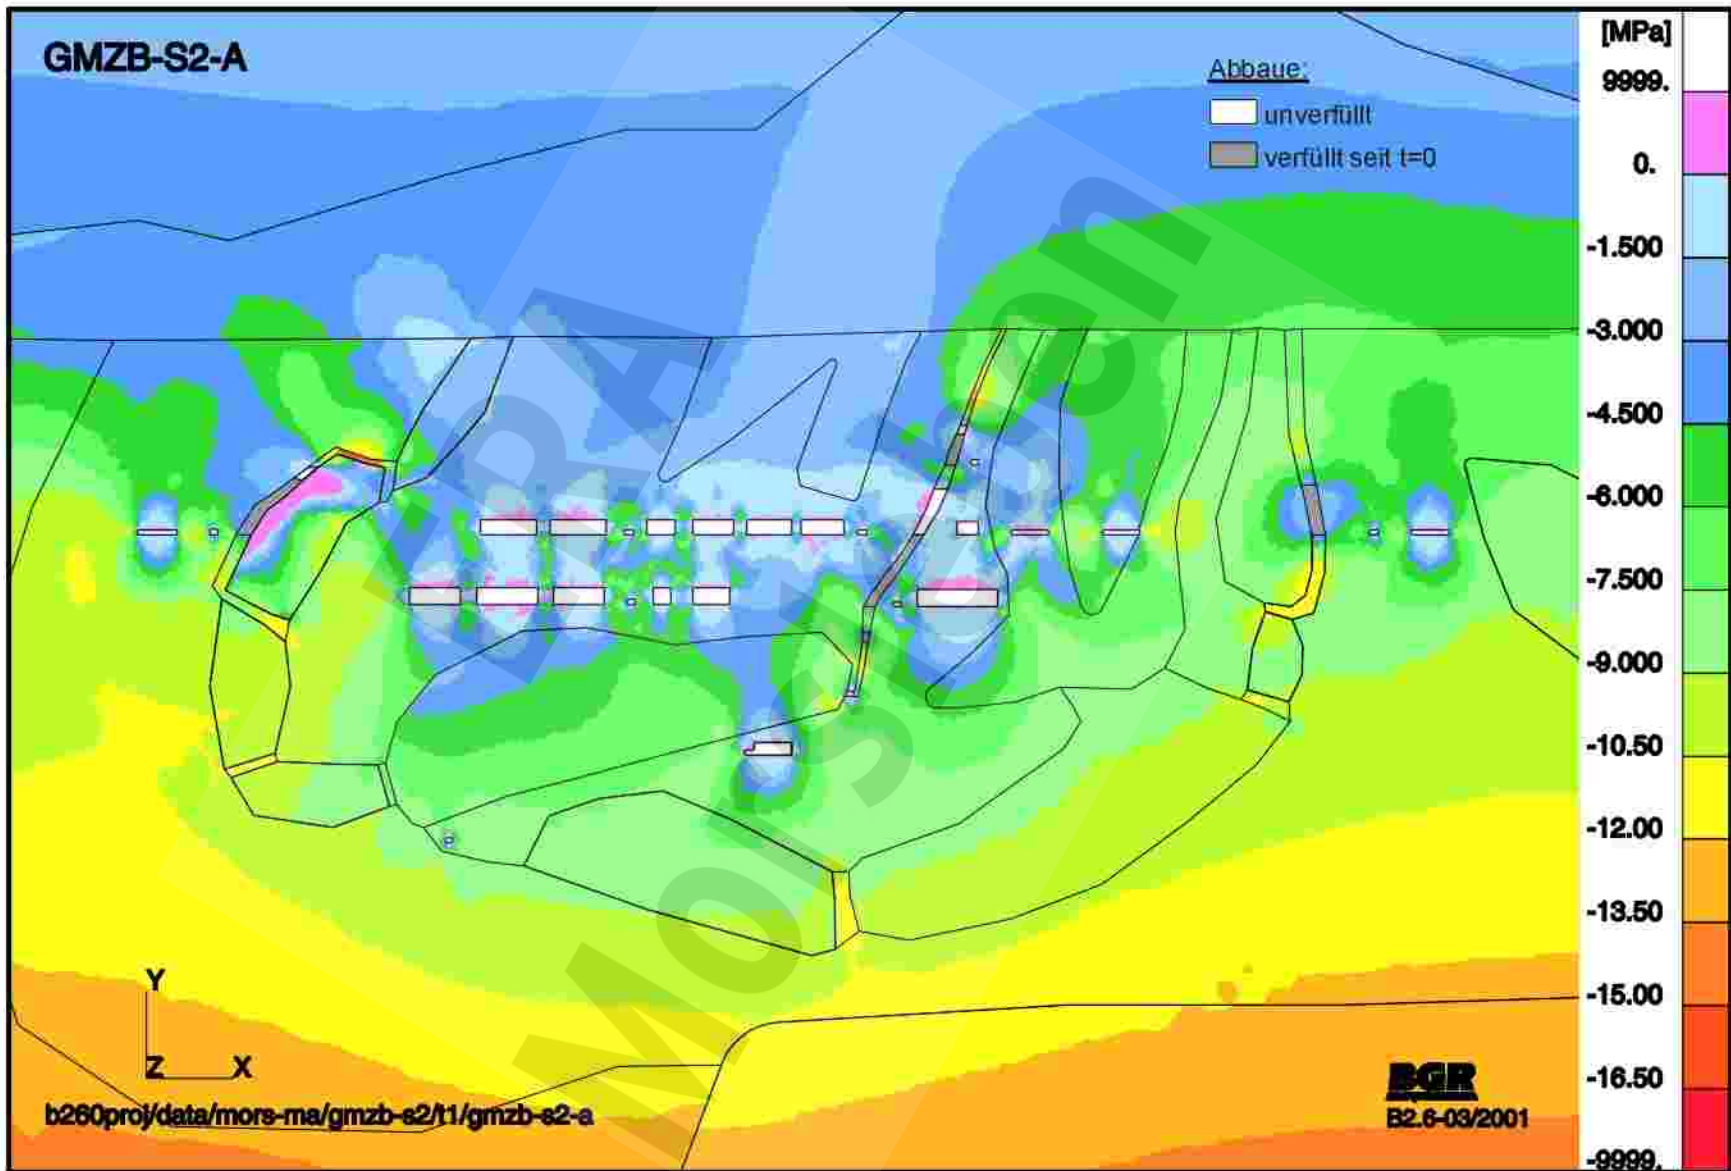 GMZB-S2-A
Abbaue:
unverfüllt
verfüllt seit t=0
[MPa]
9999.
0.
-1.500
-3.000
-4.500
-6.000
-7.500
-9.000
-10.50
-12.00
-13.50
-15.00
-16.50
-9999.
ERA Morsleben
Y
Z X
b260proj/data/mors-ma/gmzb-s2/t1/gmzb-s2-a
BGR
B2.6-03/2001